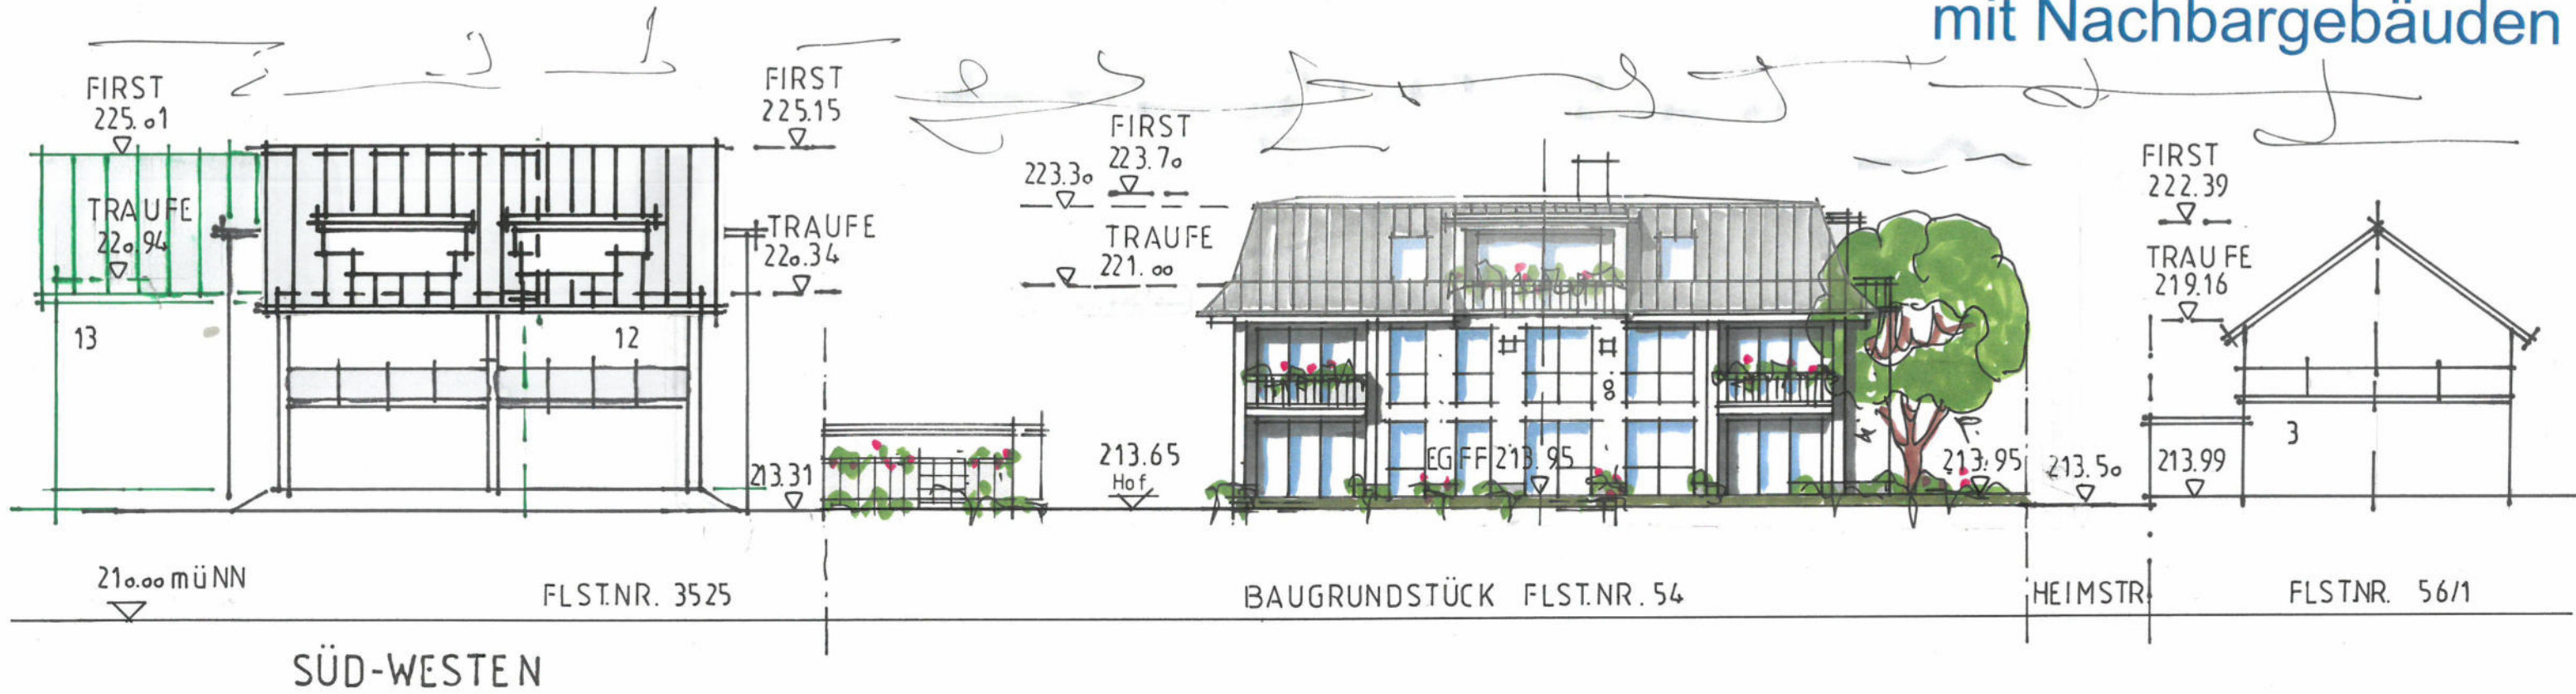 mit Nachbargebäuden
FIRST
225.01
TRAUFE
220.94
13
12
FIRST
225.15
TRAUFE
220.34
213.31
FIRST
223.70
223.30
TRAUFE
221.00
213.65
Hof
8
EGFF 213.95
213.95
213.50
FIRST
222.39
TRAUFE
219.16
213.99
3
210.00 müNN
FLST.NR. 3525
BAUGRUNDSTÜCK FLST.NR. 54
HEIMSTR
FLST.NR. 56/1
SÜD-WESTEN